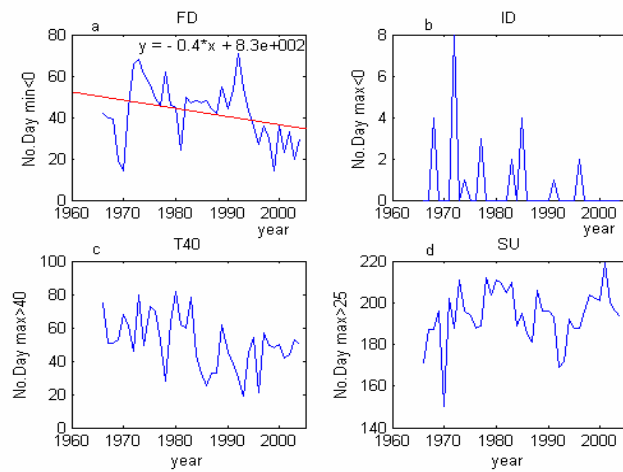 FD
a
y = - 0.4*x + 8.3e+002
No.Day min<0
80
60
40
20
0
1960 1970 1980 1990 2000
year
ID
b
No.Day max<0
8
6
4
2
0
1960 1970 1980 1990 2000
year
T40
c
No.Day max>40
100
80
60
40
20
0
1960 1970 1980 1990 2000
year
SU
d
No.Day max>25
220
200
180
160
140
1960 1970 1980 1990 2000
year